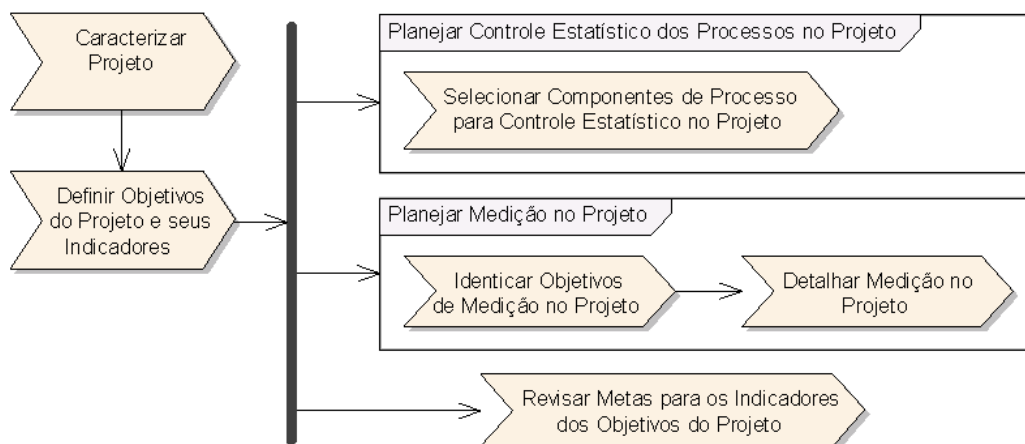 Caracterizar
Projeto
Definir Objetivos
do Projeto e seus
Indicadores
Planejar Controle Estatístico dos Processos no Projeto
Selecionar Componentes de Processo
para Controle Estatístico no Projeto
Planejar Medição no Projeto
Identicar Objetivos
de Medição no Projeto
Detalhar Medição no
Projeto
Revisar Metas para os Indicadores
dos Objetivos do Projeto